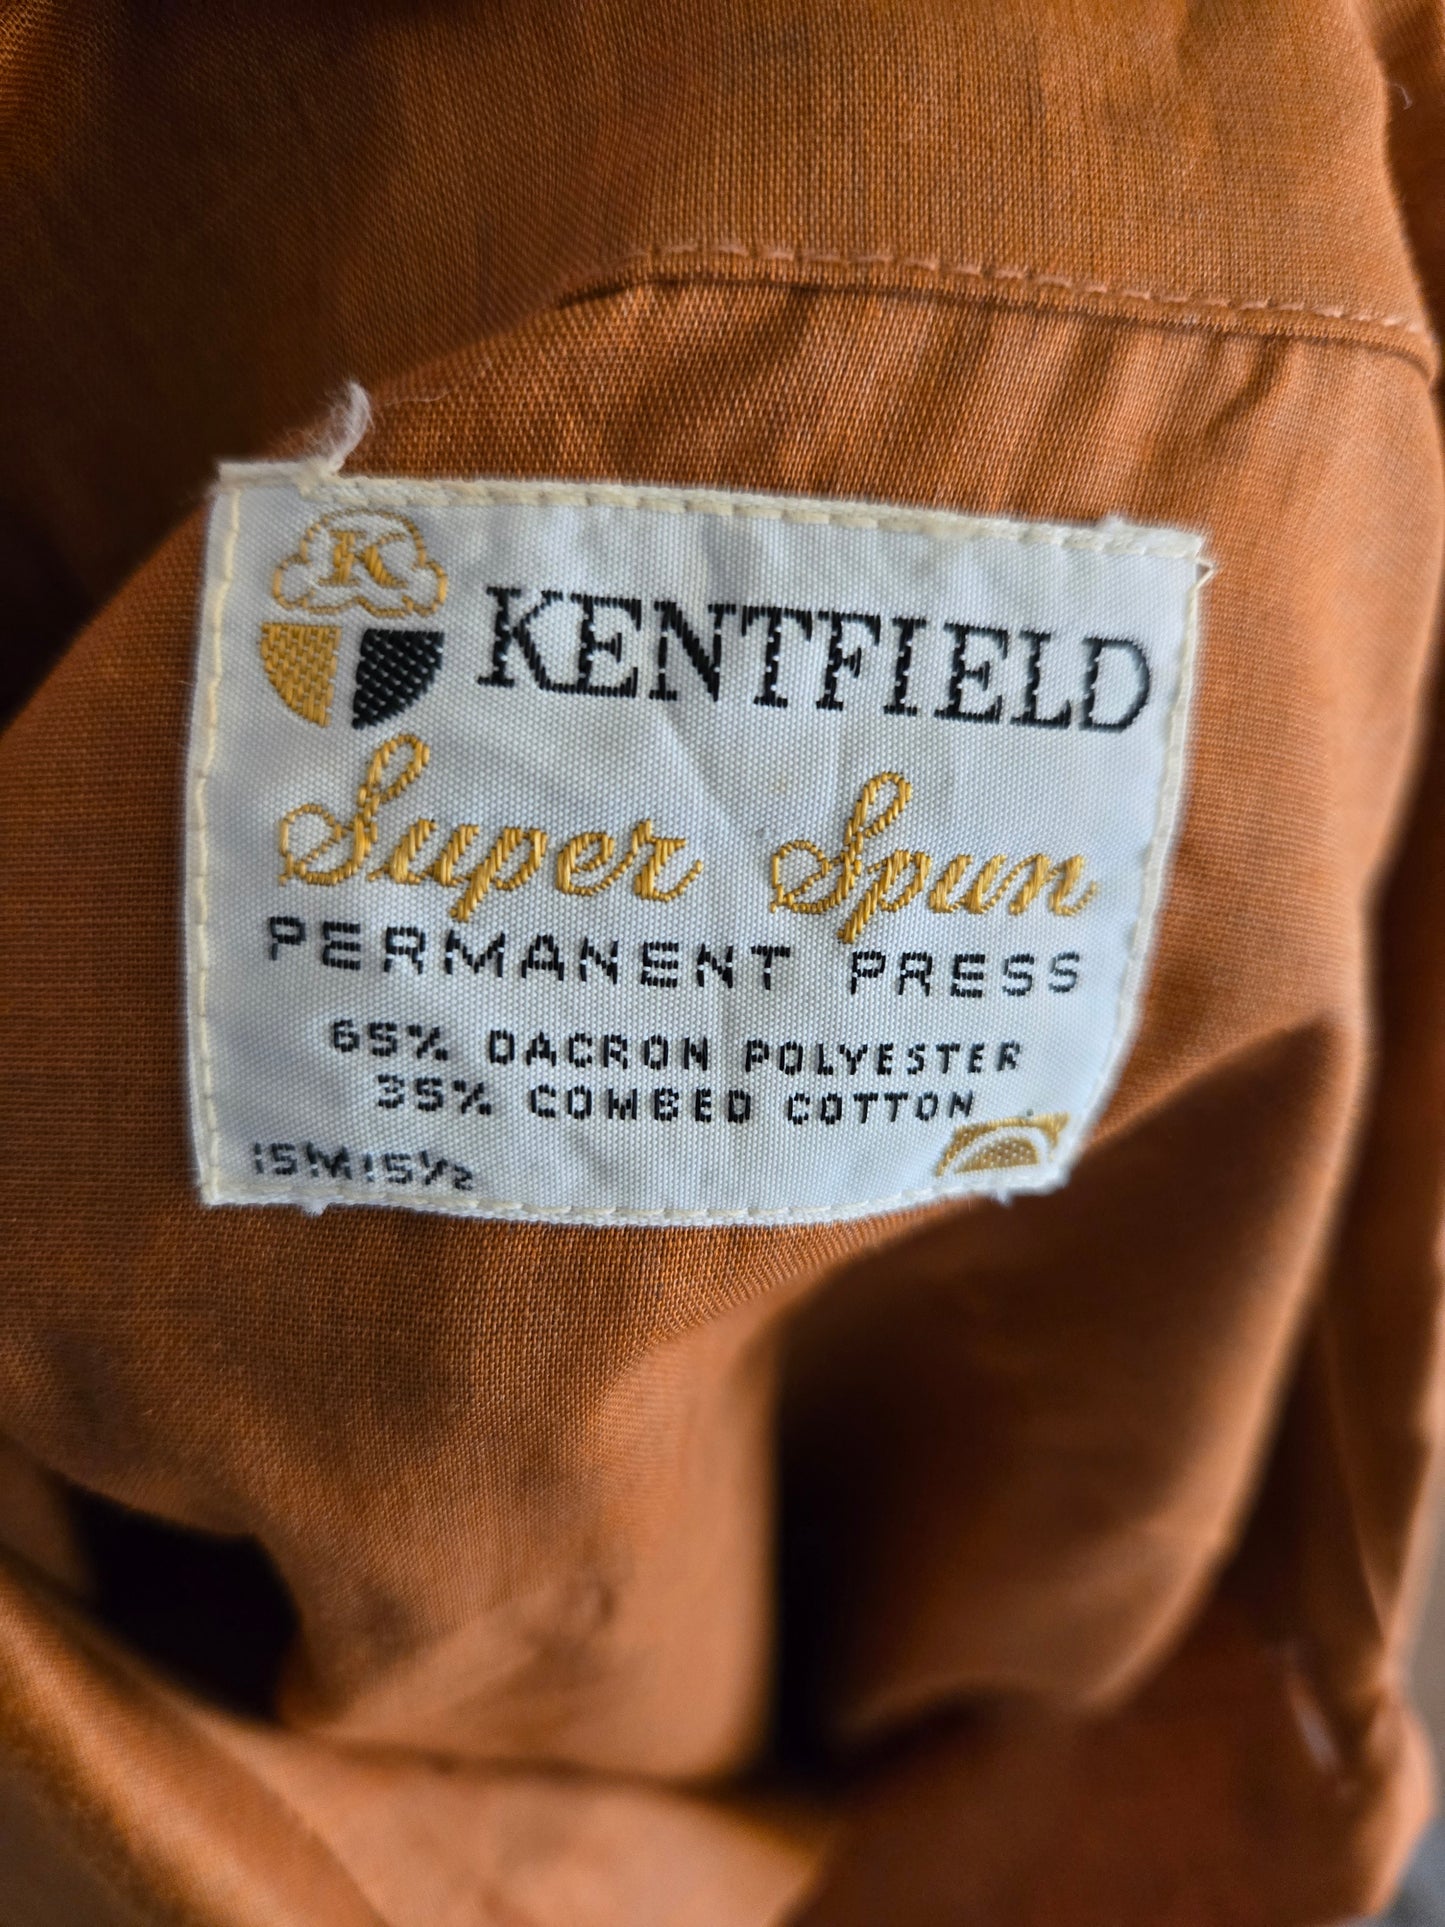 K
KENTFIELD
Super Spun
PERMANENT PRESS
65% DACRON POLYESTER
35% COMBED COTTON
15M15½